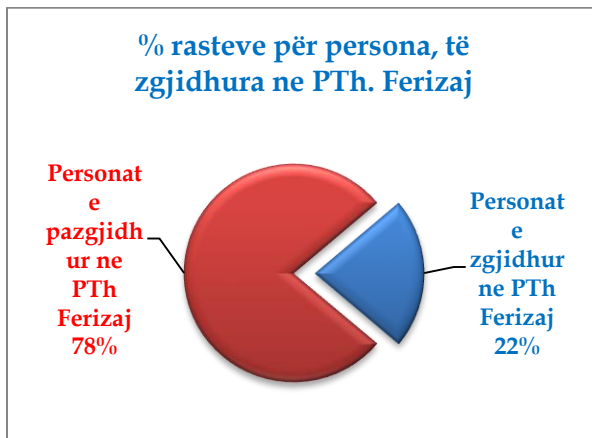 % rasteve për persona, të
zgjidhura ne PTh. Ferizaj
Personat
e
pazgjidh
ur ne
PTh
Ferizaj
78%
Personat
e
zgjidhur
ne PTh
Ferizaj
22%